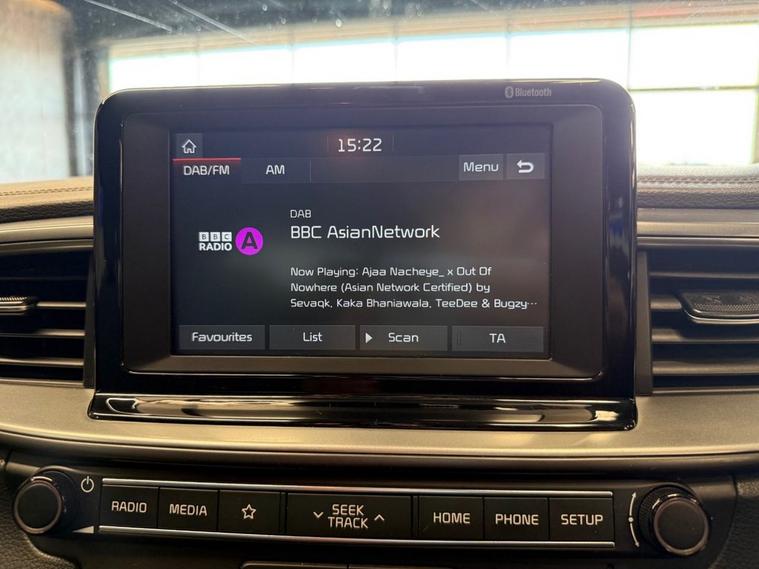 Bluetooth
15:22
DAB/FM AM Menu
DAB
BBC AsianNetwork
BBC
RADIO A
Now Playing: Ajaa Nacheye_ x Out Of
Nowhere (Asian Network Certified) by
Sevaqk, Kaka Bhaniawala, TeeDee & Bugzy...
Favourites List Scan TA
RADIO MEDIA SEEK TRACK HOME PHONE SETUP